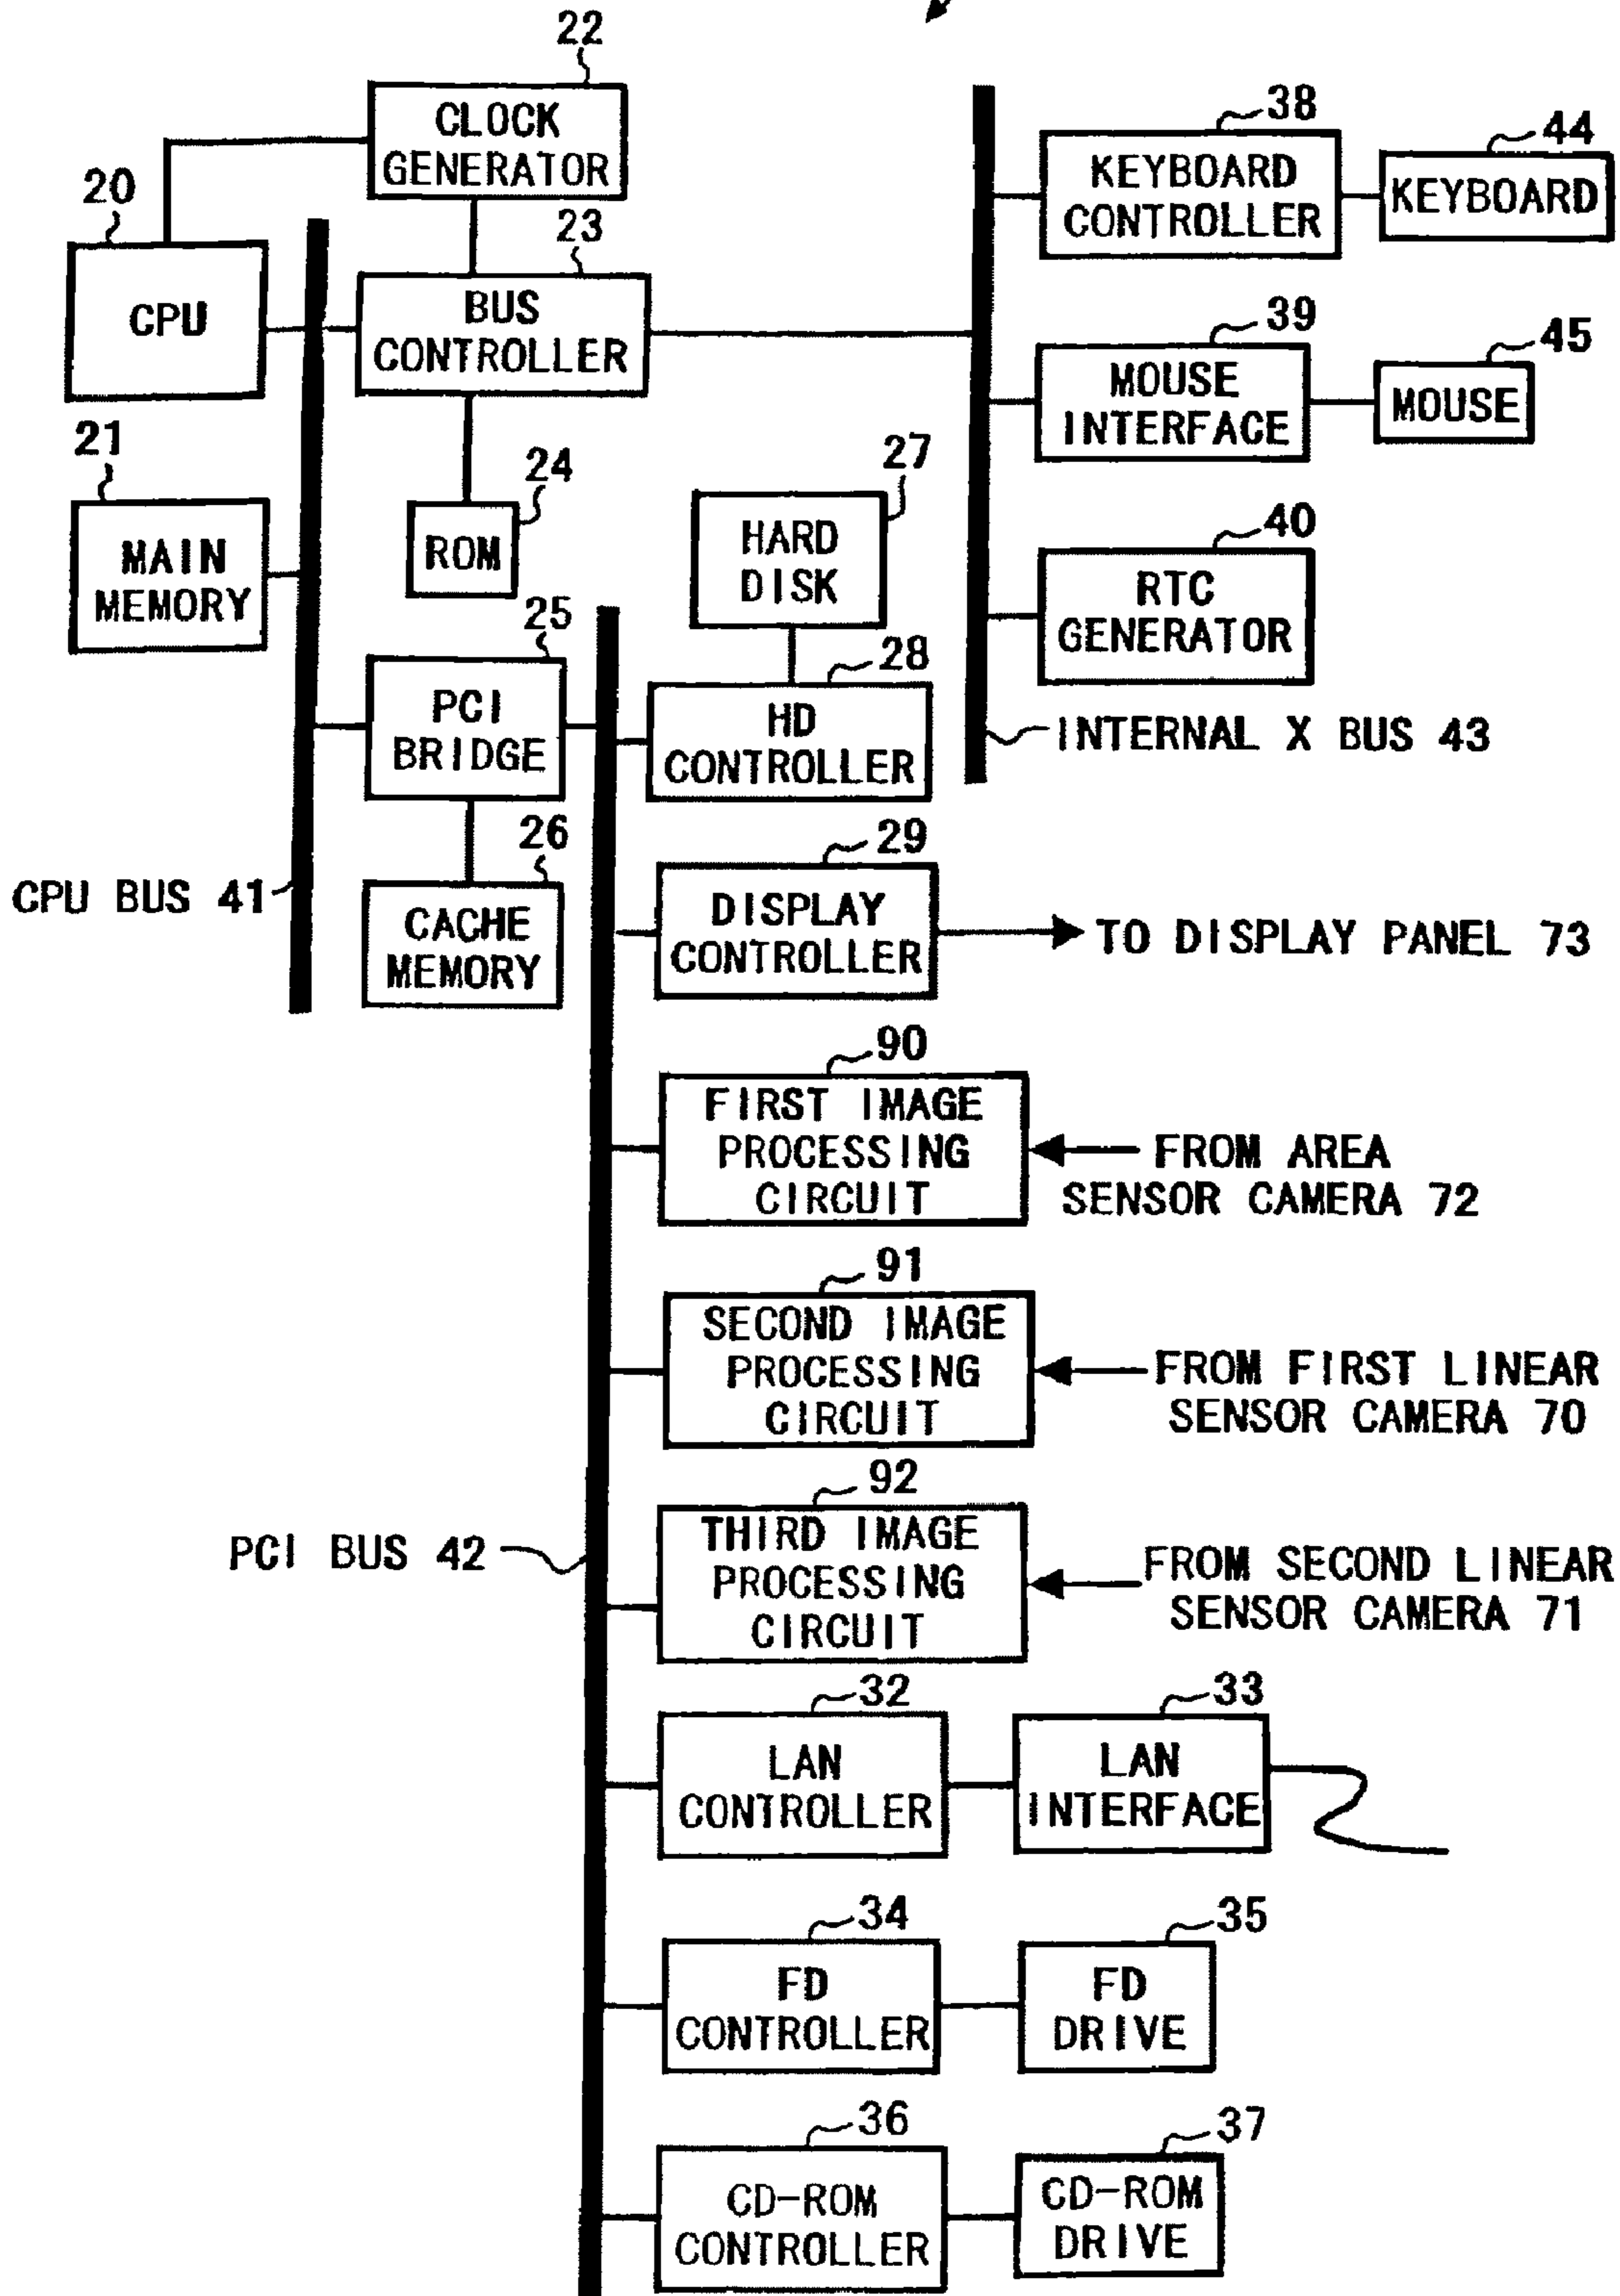 22
CLOCK
GENERATOR
20
CPU
23
BUS
CONTROLLER
38
KEYBOARD
CONTROLLER
44
KEYBOARD
39
MOUSE
INTERFACE
45
MOUSE
21
MAIN
MEMORY
24
ROM
27
HARD
DISK
40
RTC
GENERATOR
25
PCI
BRIDGE
28
HD
CONTROLLER
INTERNAL X BUS 43
CPU BUS 41
26
CACHE
MEMORY
29
DISPLAY
CONTROLLER
TO DISPLAY PANEL 73
90
FIRST IMAGE
PROCESSING
CIRCUIT
FROM AREA
SENSOR CAMERA 72
91
SECOND IMAGE
PROCESSING
CIRCUIT
FROM FIRST LINEAR
SENSOR CAMERA 70
PCI BUS 42
92
THIRD IMAGE
PROCESSING
CIRCUIT
FROM SECOND LINEAR
SENSOR CAMERA 71
32
LAN
CONTROLLER
33
LAN
INTERFACE
34
FD
CONTROLLER
35
FD
DRIVE
36
CD-ROM
CONTROLLER
37
CD-ROM
DRIVE